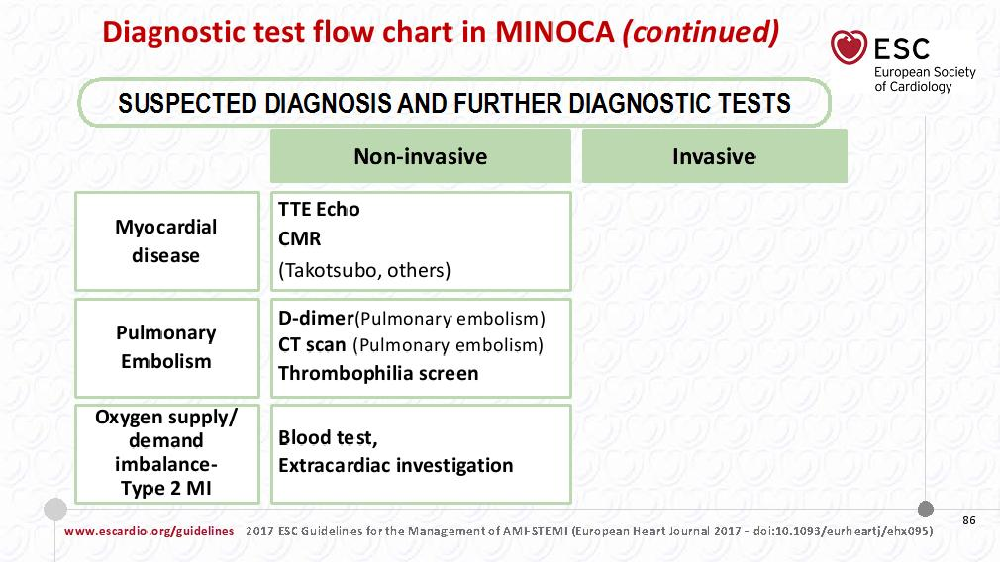 Diagnostic test flow chart in MINOCA (continued)
ESC
European Society
of Cardiology
SUSPECTED DIAGNOSIS AND FURTHER DIAGNOSTIC TESTS
Non-invasive
Invasive
Myocardial
disease
TTE Echo
CMR
(Takotsubo, others)
Pulmonary
Embolism
D-dimer(Pulmonary embolism)
CT scan (Pulmonary embolism)
Thrombophilia screen
Oxygen supply/
demand
imbalance-
Type 2 MI
Blood test,
Extracardiac investigation
86
www.escardio.org/guidelines 2017 ESC Guidelines for the Management of AMI-STEMI (European Heart Journal 2017 - doi:10.1093/eurheartj/ehx095)